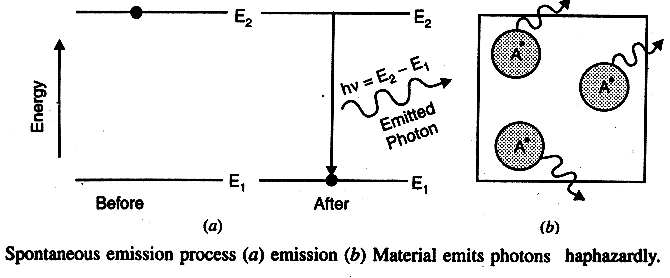 E2
E2
Energy
hν = E2 − E1
Emitted
Photon
A*
A*
A*
E1
E1
Before
After
(a)
(b)
Spontaneous emission process (a) emission (b) Material emits photons haphazardly.